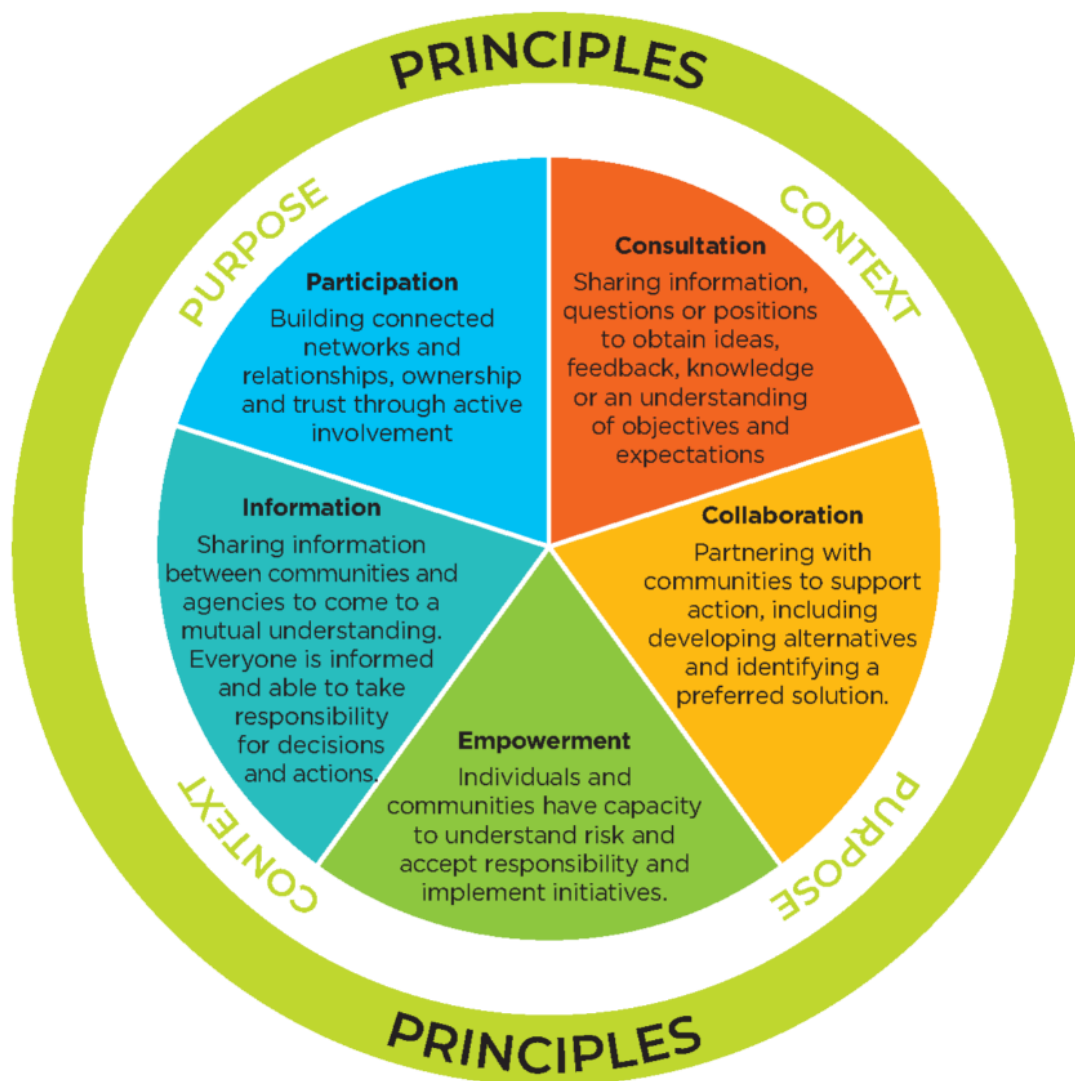 PRINCIPLES
PURPOSE
CONTEXT
Consultation
Sharing information,
questions or positions
to obtain ideas,
feedback, knowledge
or an understanding
of objectives and
expectations
Collaboration
Partnering with
communities to support
action, including
developing alternatives
and identifying a
preferred solution.
Empowerment
Individuals and
communities have capacity
to understand risk and
accept responsibility and
implement initiatives.
Information
Sharing information
between communities and
agencies to come to a
mutual understanding.
Everyone is informed
and able to take
responsibility
for decisions
and actions.
Participation
Building connected
networks and
relationships, ownership
and trust through active
involvement
CONTEXT
PURPOSE
PRINCIPLES